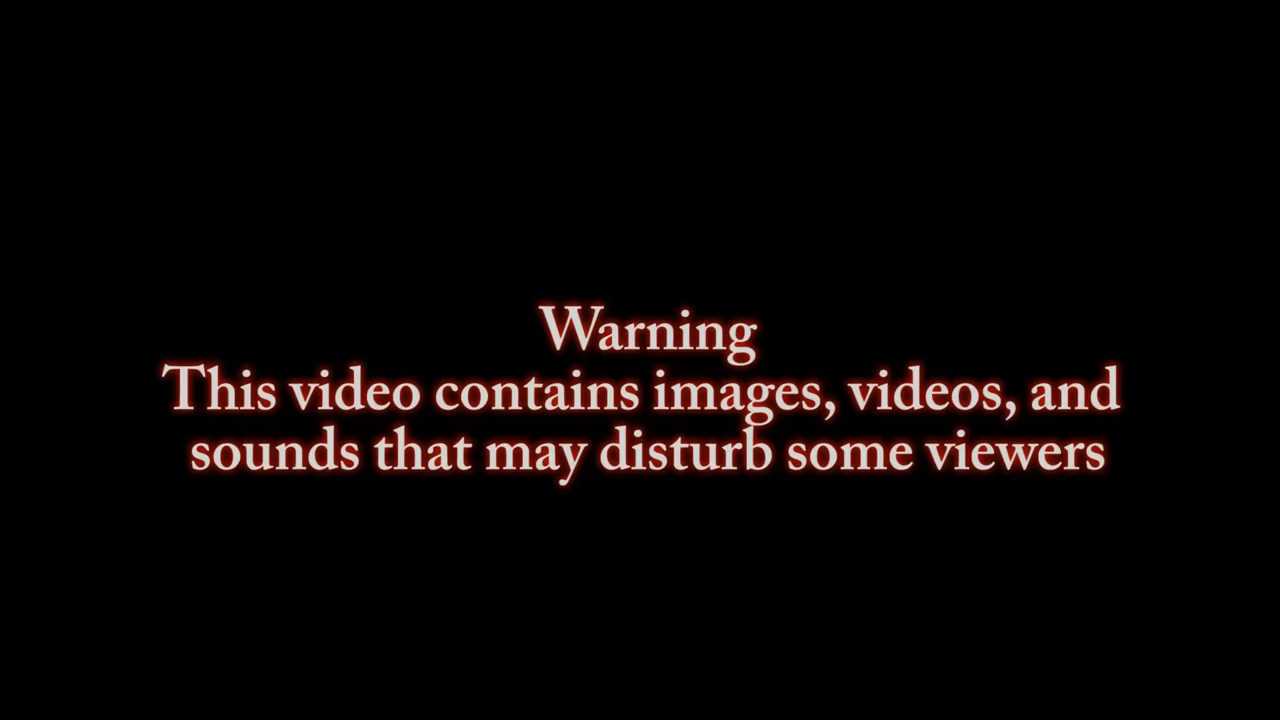 Warning
This video contains images, videos, and
sounds that may disturb some viewers